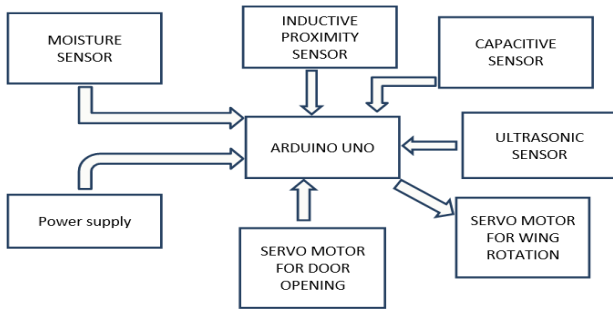 MOISTURE
SENSOR
INDUCTIVE
PROXIMITY
SENSOR
CAPACITIVE
SENSOR
ARDUINO UNO
ULTRASONIC
SENSOR
Power supply
SERVO MOTOR
FOR DOOR
OPENING
SERVO MOTOR
FOR WING
ROTATION